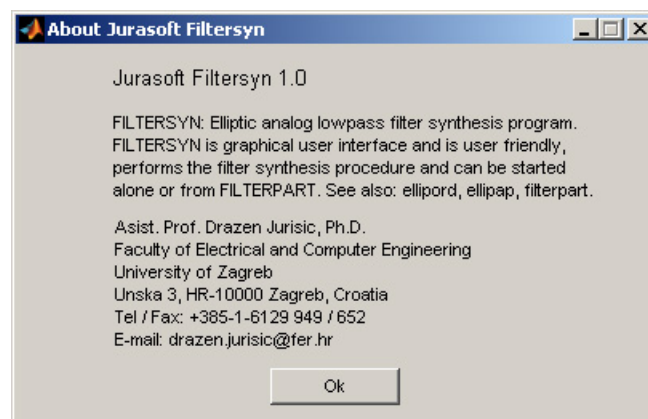 About Jurasoft Filtersyn
Jurasoft Filtersyn 1.0
FILTERSYN: Elliptic analog lowpass filter synthesis program.
FILTERSYN is graphical user interface and is user friendly,
performs the filter synthesis procedure and can be started
alone or from FILTERPART. See also: ellipord, ellipap, filterpart.
Asist. Prof. Drazen Jurisic, Ph.D.
Faculty of Electrical and Computer Engineering
University of Zagreb
Unska 3, HR-10000 Zagreb, Croatia
Tel / Fax: +385-1-6129 949 / 652
E-mail: drazen.jurisic@fer.hr
Ok